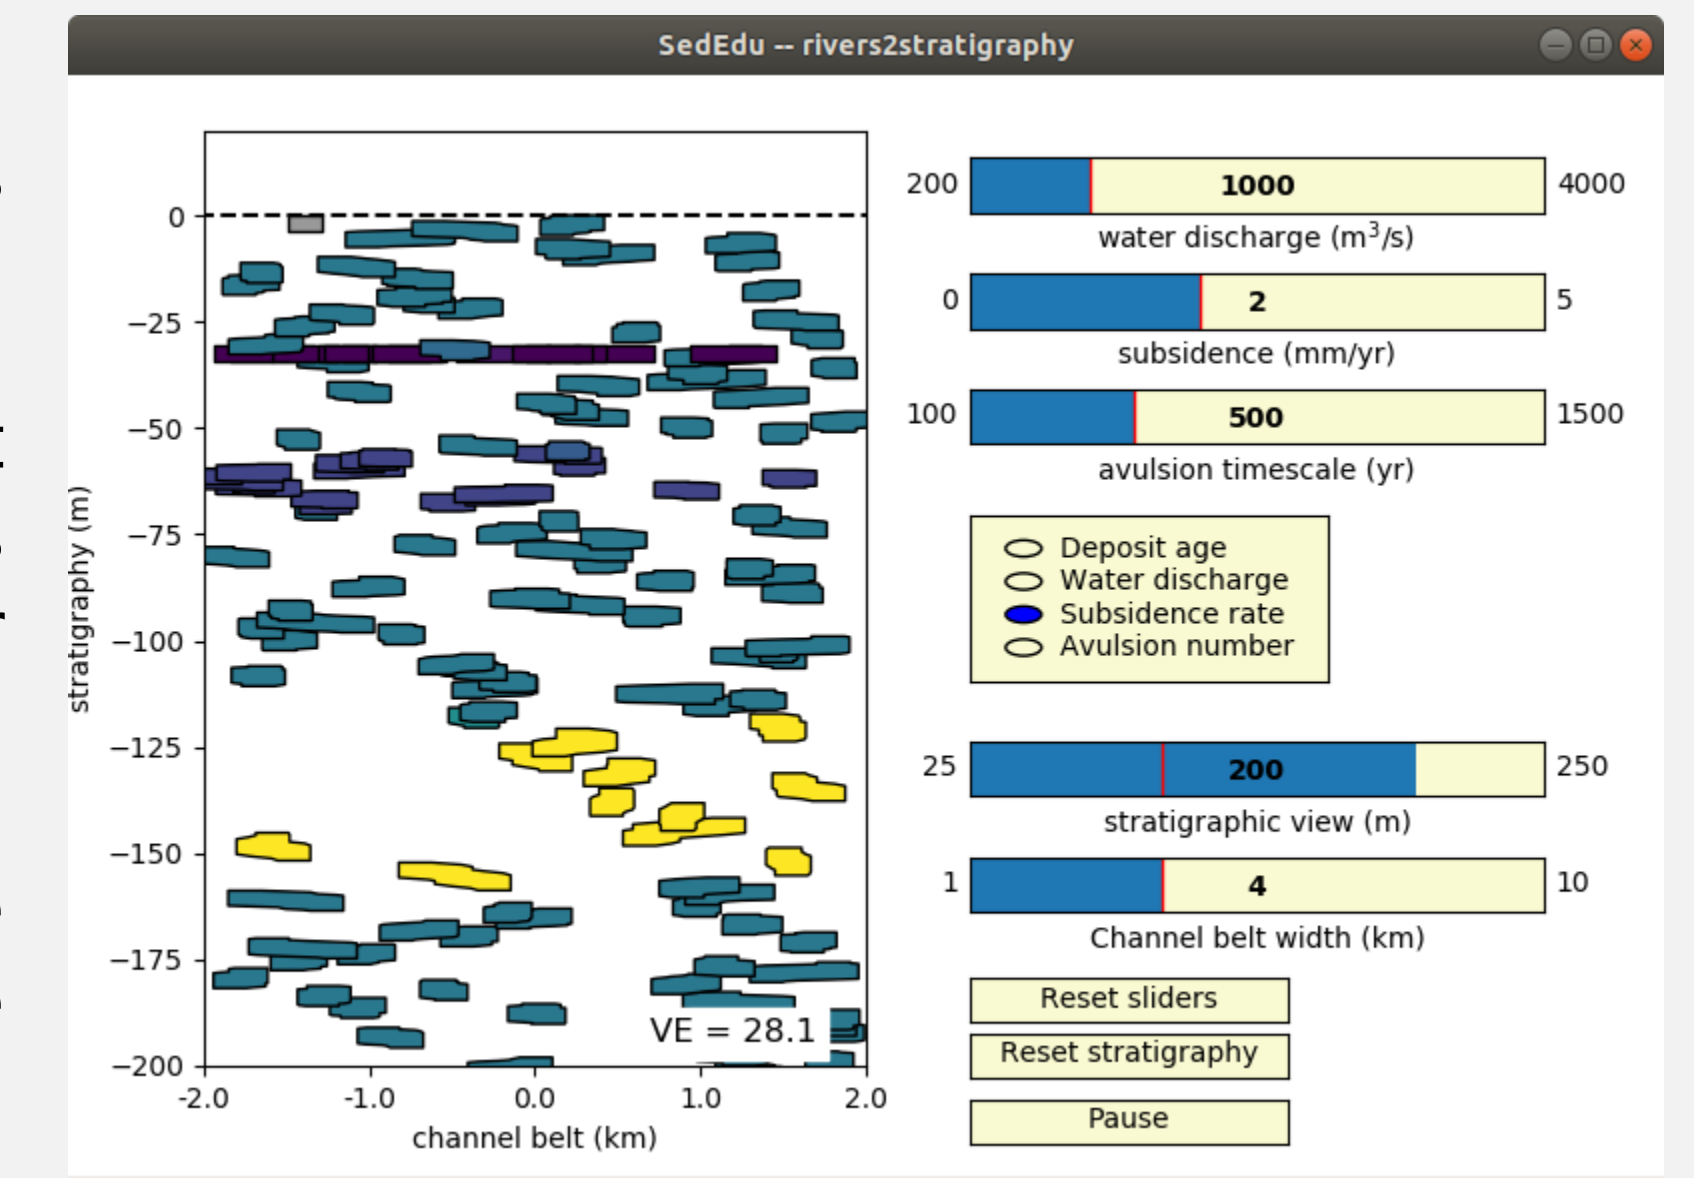 SedEdu -- rivers2stratigraphy
0
−25
−50
−75
−100
−125
−150
−175
−200
stratigraphy (m)
-2.0 -1.0 0.0 1.0 2.0
channel belt (km)
VE = 28.1
200 1000 4000
water discharge (m³/s)
0 2 5
subsidence (mm/yr)
100 500 1500
avulsion timescale (yr)
Deposit age
Water discharge
Subsidence rate
Avulsion number
25 200 250
stratigraphic view (m)
1 4 10
Channel belt width (km)
Reset sliders
Reset stratigraphy
Pause